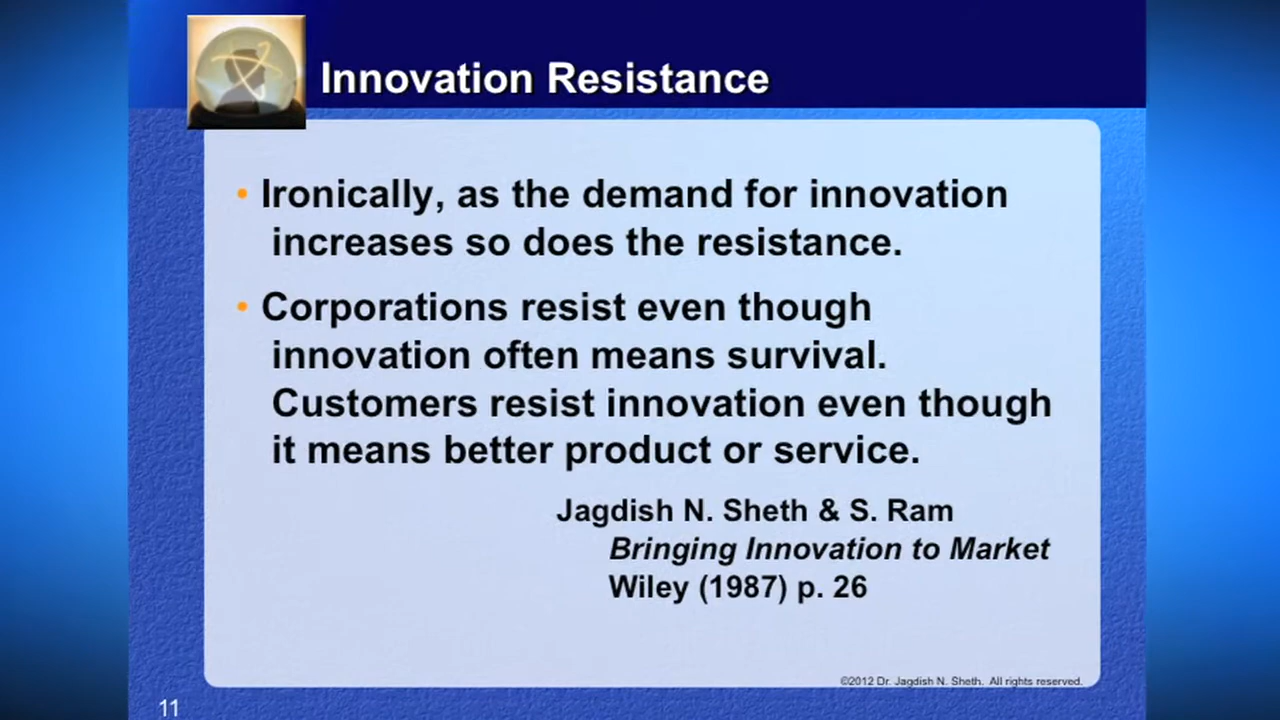 Innovation Resistance
• Ironically, as the demand for innovation
increases so does the resistance.
• Corporations resist even though
innovation often means survival.
Customers resist innovation even though
it means better product or service.
Jagdish N. Sheth & S. Ram
Bringing Innovation to Market
Wiley (1987) p. 26
©2012 Dr. Jagdish N. Sheth. All rights reserved.
11